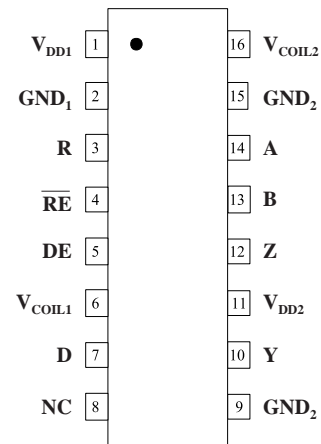 V_DD1 1 16 V_COIL2
GND_1 2 15 GND_2
R 3 14 A
R̅E̅ 4 13 B
DE 5 12 Z
V_COIL1 6 11 V_DD2
D 7 10 Y
NC 8 9 GND_2